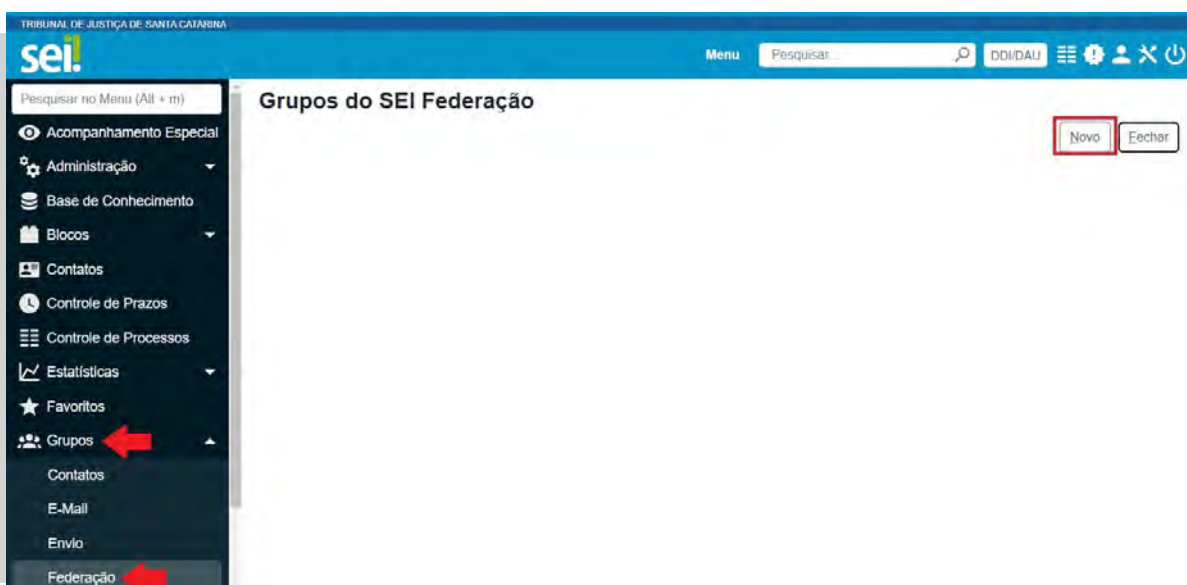 TRIBUNAL DE JUSTIÇA DE SANTA CATARINA
sei!
Menu
Pesquisar...
DDI/DAU
Pesquisar no Menu (Alt + m)
Grupos do SEI Federação
Novo
Fechar
Acompanhamento Especial
Administração
Base de Conhecimento
Blocos
Contatos
Controle de Prazos
Controle de Processos
Estatísticas
Favoritos
Grupos
Contatos
E-Mail
Envio
Federação